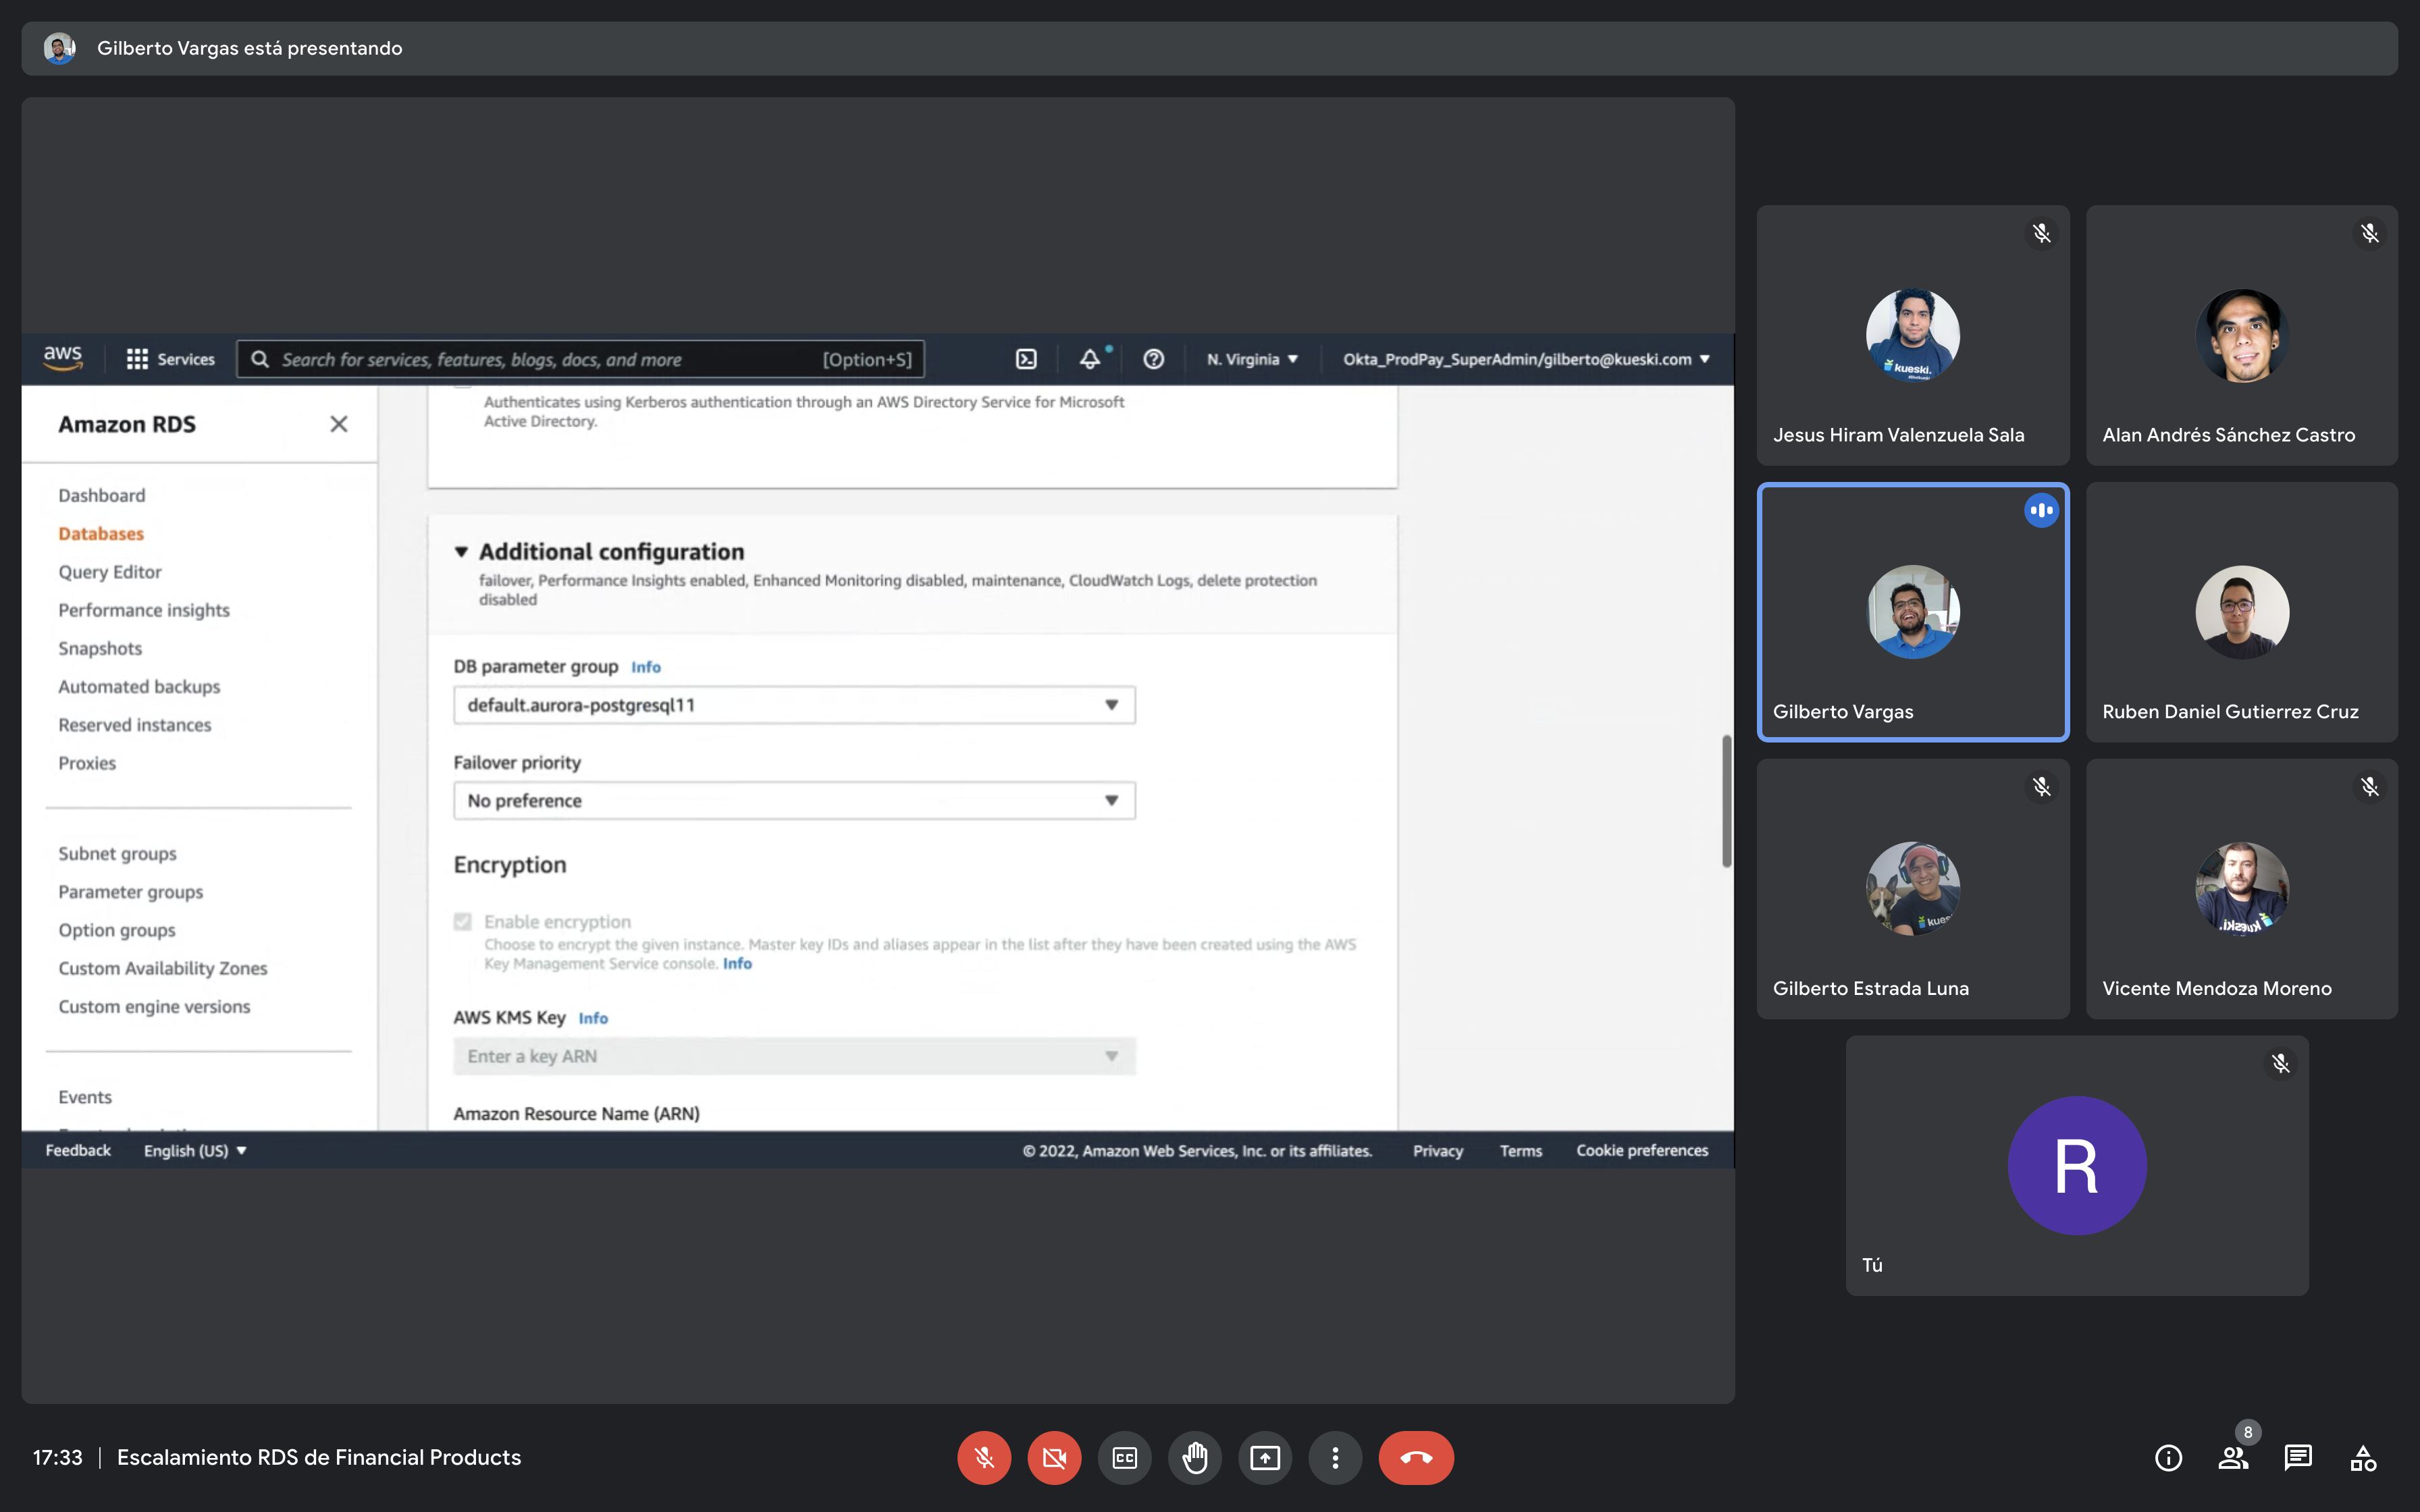 Gilberto Vargas está presentando
aws
Services
Search for services, features, blogs, docs, and more
[Option+S]
N. Virginia
Okta_ProdPay_SuperAdmin/gilberto@kueski.com
Amazon RDS
Dashboard
Databases
Query Editor
Performance insights
Snapshots
Automated backups
Reserved instances
Proxies
Subnet groups
Parameter groups
Option groups
Custom Availability Zones
Custom engine versions
Events
Authenticates using Kerberos authentication through an AWS Directory Service for Microsoft
Active Directory.
Additional configuration
failover, Performance Insights enabled, Enhanced Monitoring disabled, maintenance, CloudWatch Logs, delete protection
disabled
DB parameter group Info
default.aurora-postgresql11
Failover priority
No preference
Encryption
Enable encryption
Choose to encrypt the given instance. Master key IDs and aliases appear in the list after they have been created using the AWS
Key Management Service console. Info
AWS KMS Key Info
Enter a key ARN
Amazon Resource Name (ARN)
Feedback
English (US)
© 2022, Amazon Web Services, Inc. or its affiliates.
Privacy
Terms
Cookie preferences
kueski.
Jesus Hiram Valenzuela Sala
Alan Andrés Sánchez Castro
Gilberto Vargas
Ruben Daniel Gutierrez Cruz
kues
Gilberto Estrada Luna
kueski.
Vicente Mendoza Moreno
R
Tú
17:33
Escalamiento RDS de Financial Products
CC
8